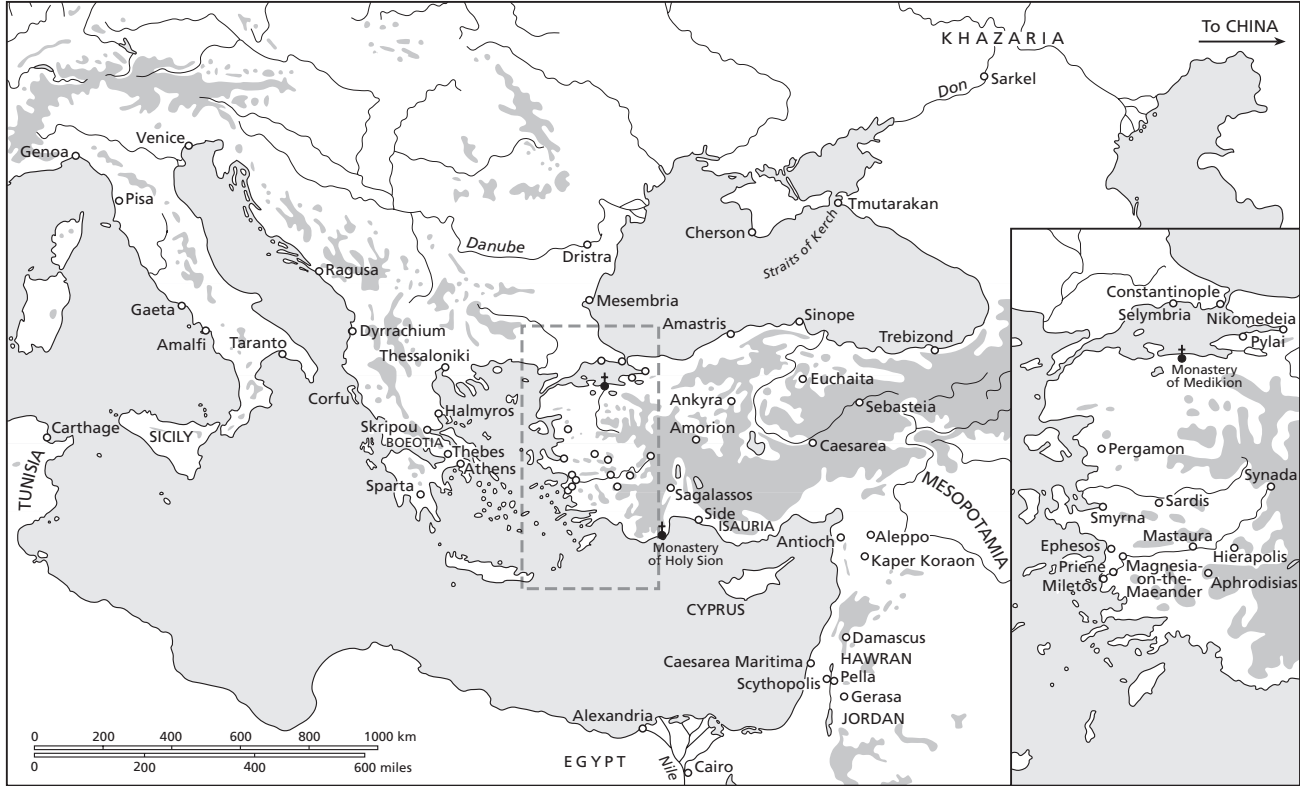 To CHINA
KHAZARIA
Don
Sarkel
Venice
Genoa
Pisa
Tmutarakan
Cherson
Straits of Kerch
Danube
Dristra
Ragusa
Mesembria
Gaeta
Amalfi
Taranto
Dyrrachium
Thessaloniki
Amastris
Sinope
Trebizond
Corfu
Halmyros
Euchaita
Ankyra
Sebasteia
Carthage
SICILY
Skripou
BOEOTIA
Amorion
Caesarea
Thebes
Athens
TUNISIA
Sparta
Sagalassos
Side
ISAURIA
MESOPOTAMIA
Monastery
of Holy Sion
Antioch
Aleppo
Kaper Koraon
CYPRUS
Damascus
HAWRAN
Caesarea Maritima
Scythopolis
Pella
Gerasa
JORDAN
Alexandria
EGYPT
Nile
Cairo
0 200 400 600 800 1000 km
0 200 400 600 miles
Constantinople
Selymbria
Nikomedeia
Pylai
Monastery
of Medikion
Pergamon
Synada
Sardis
Smyrna
Mastaura
Ephesos
Hierapolis
Priene
Magnesia-
on-the-
Maeander
Miletos
Aphrodisias